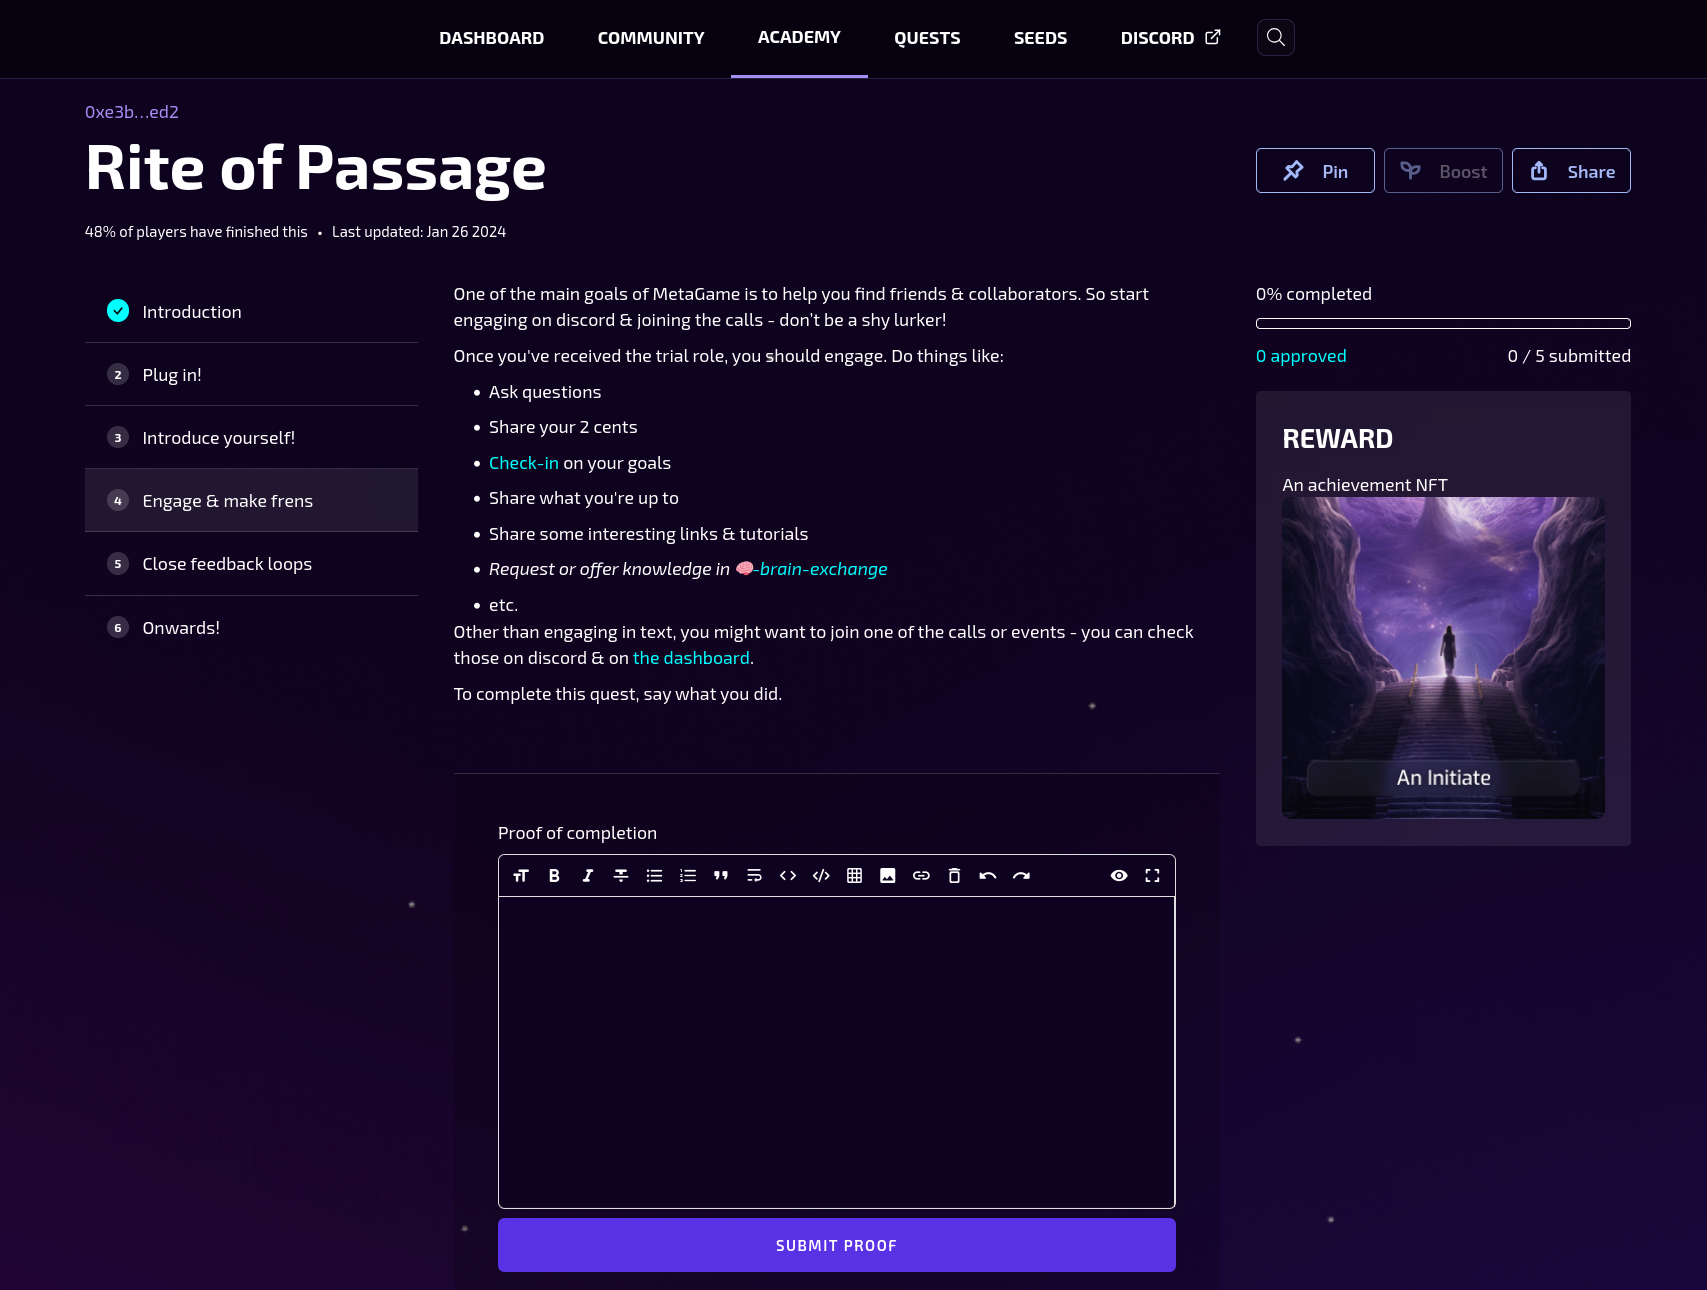 DASHBOARD COMMUNITY ACADEMY QUESTS SEEDS DISCORD
0xe3b...ed2
Rite of Passage
Pin Boost Share
48% of players have finished this • Last updated: Jan 26 2024
Introduction
2 Plug in!
3 Introduce yourself!
4 Engage & make frens
5 Close feedback loops
6 Onwards!
One of the main goals of MetaGame is to help you find friends & collaborators. So start
engaging on discord & joining the calls - don't be a shy lurker!
Once you've received the trial role, you should engage. Do things like:
• Ask questions
• Share your 2 cents
• Check-in on your goals
• Share what you're up to
• Share some interesting links & tutorials
• Request or offer knowledge in 🧠-brain-exchange
• etc.
Other than engaging in text, you might want to join one of the calls or events - you can check
those on discord & on the dashboard.
To complete this quest, say what you did.
Proof of completion
SUBMIT PROOF
0% completed
0 approved 0 / 5 submitted
REWARD
An achievement NFT
An Initiate